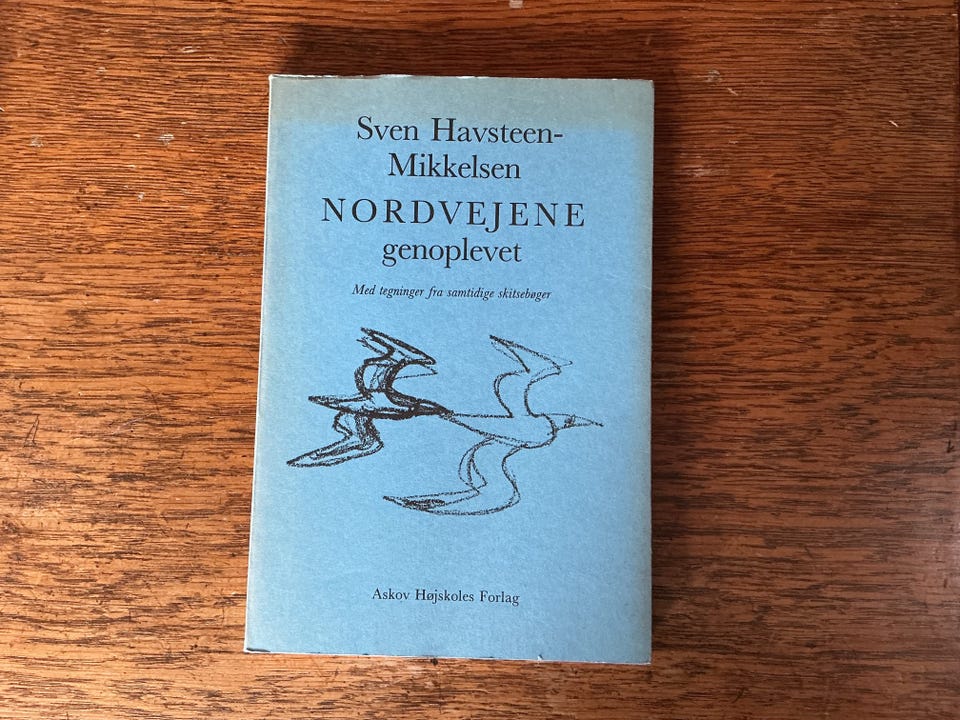 Sven Havsteen-
Mikkelsen
NORDVEJENE
genoplevet
Med tegninger fra samtidige skitsebøger
Askov Højskoles Forlag